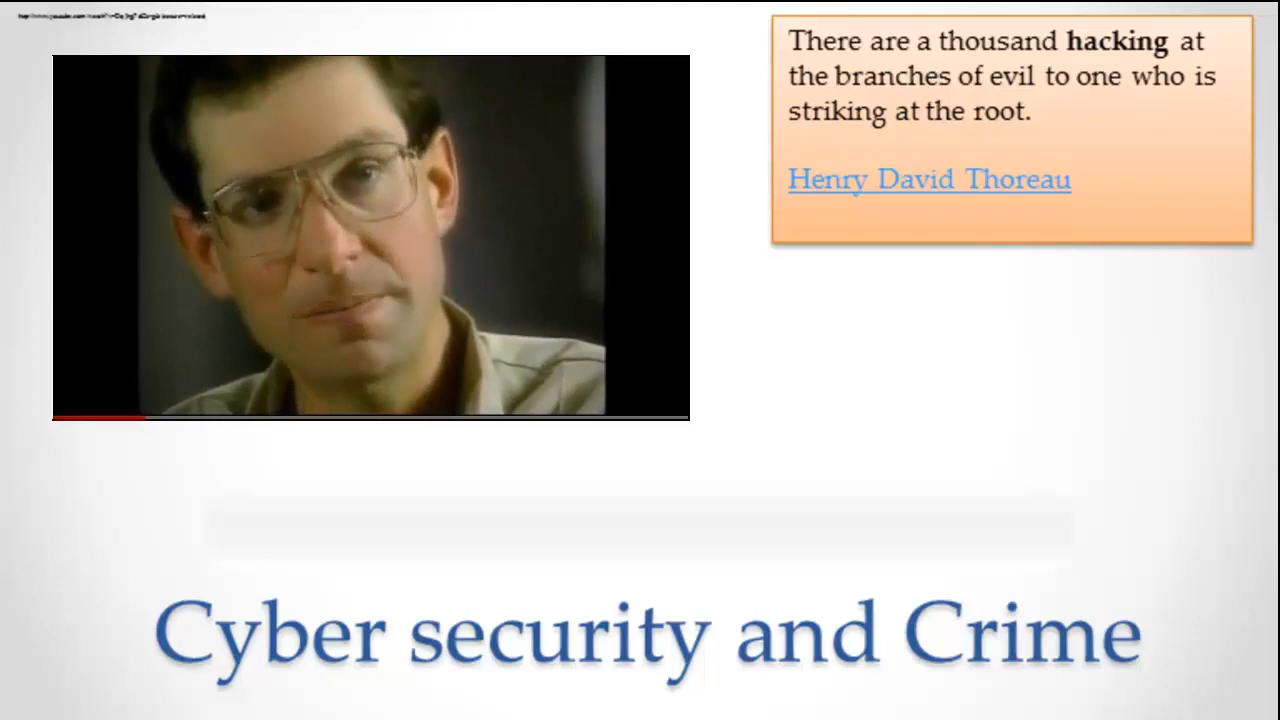 There are a thousand hacking at
the branches of evil to one who is
striking at the root.
Henry David Thoreau
Cyber security and Crime